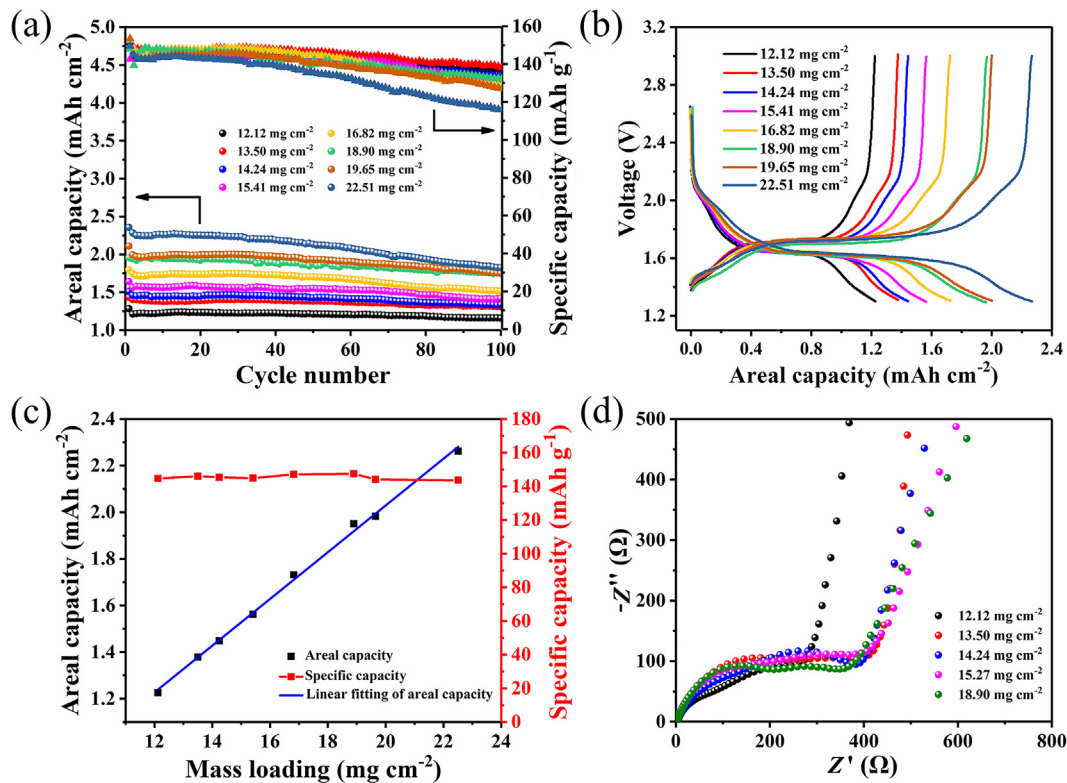 (a)
5.0
4.5
4.0
3.5
3.0
2.5
2.0
1.5
1.0
Areal capacity (mAh cm⁻²)
160
140
120
100
80
60
40
20
0
Specific capacity (mAh g⁻¹)
12.12 mg cm⁻² 16.82 mg cm⁻²
13.50 mg cm⁻² 18.90 mg cm⁻²
14.24 mg cm⁻² 19.65 mg cm⁻²
15.41 mg cm⁻² 22.51 mg cm⁻²
0 20 40 60 80 100
Cycle number
(b)
3.2
2.8
2.4
2.0
1.6
1.2
Voltage (V)
12.12 mg cm⁻²
13.50 mg cm⁻²
14.24 mg cm⁻²
15.41 mg cm⁻²
16.82 mg cm⁻²
18.90 mg cm⁻²
19.65 mg cm⁻²
22.51 mg cm⁻²
0.0 0.4 0.8 1.2 1.6 2.0 2.4
Areal capacity (mAh cm⁻²)
(c)
2.4
2.2
2.0
1.8
1.6
1.4
1.2
Areal capacity (mAh cm⁻²)
180
160
140
120
100
80
60
40
20
0
Specific capacity (mAh g⁻¹)
Areal capacity
Specific capacity
Linear fitting of areal capacity
12 14 16 18 20 22 24
Mass loading (mg cm⁻²)
(d)
500
400
300
200
100
0
-Z'' (Ω)
12.12 mg cm⁻²
13.50 mg cm⁻²
14.24 mg cm⁻²
15.27 mg cm⁻²
18.90 mg cm⁻²
0 200 400 600 800
Z' (Ω)